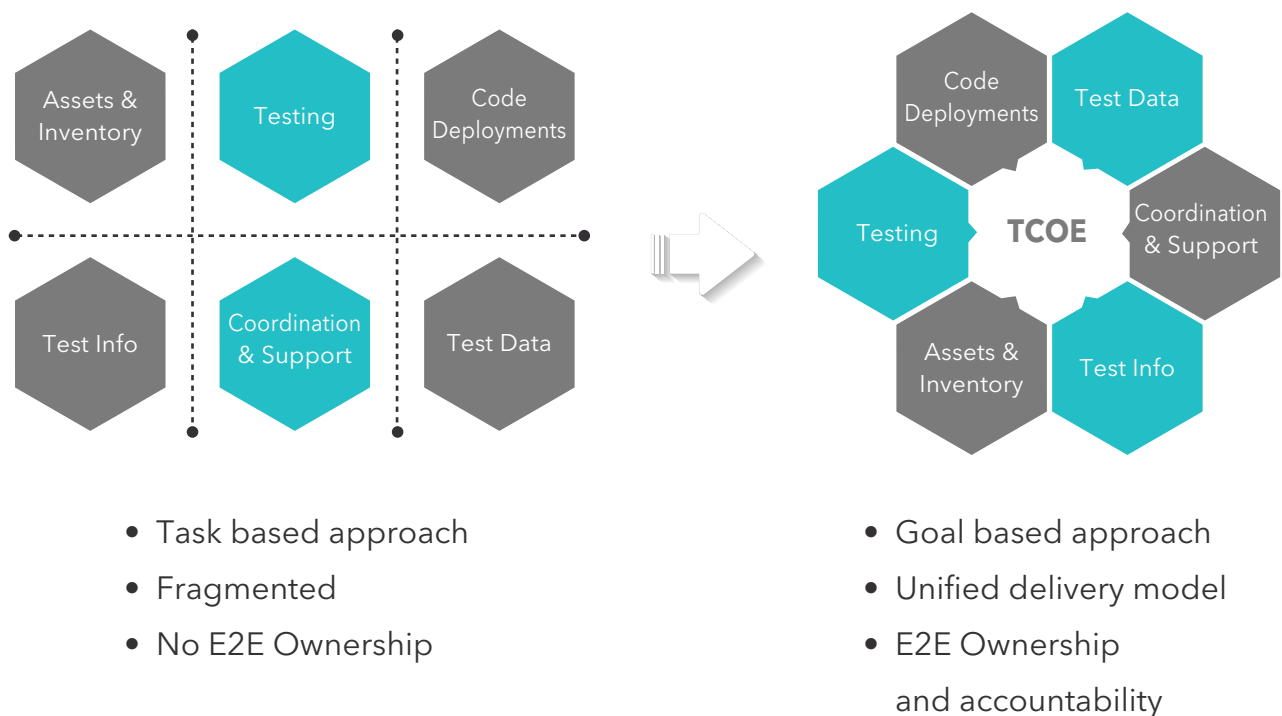 Assets &
Inventory
Testing
Code
Deployments
Test Info
Coordination
& Support
Test Data
Code
Deployments
Test Data
Testing
TCOE
Coordination
& Support
Assets &
Inventory
Test Info
• Task based approach
• Fragmented
• No E2E Ownership
• Goal based approach
• Unified delivery model
• E2E Ownership
and accountability